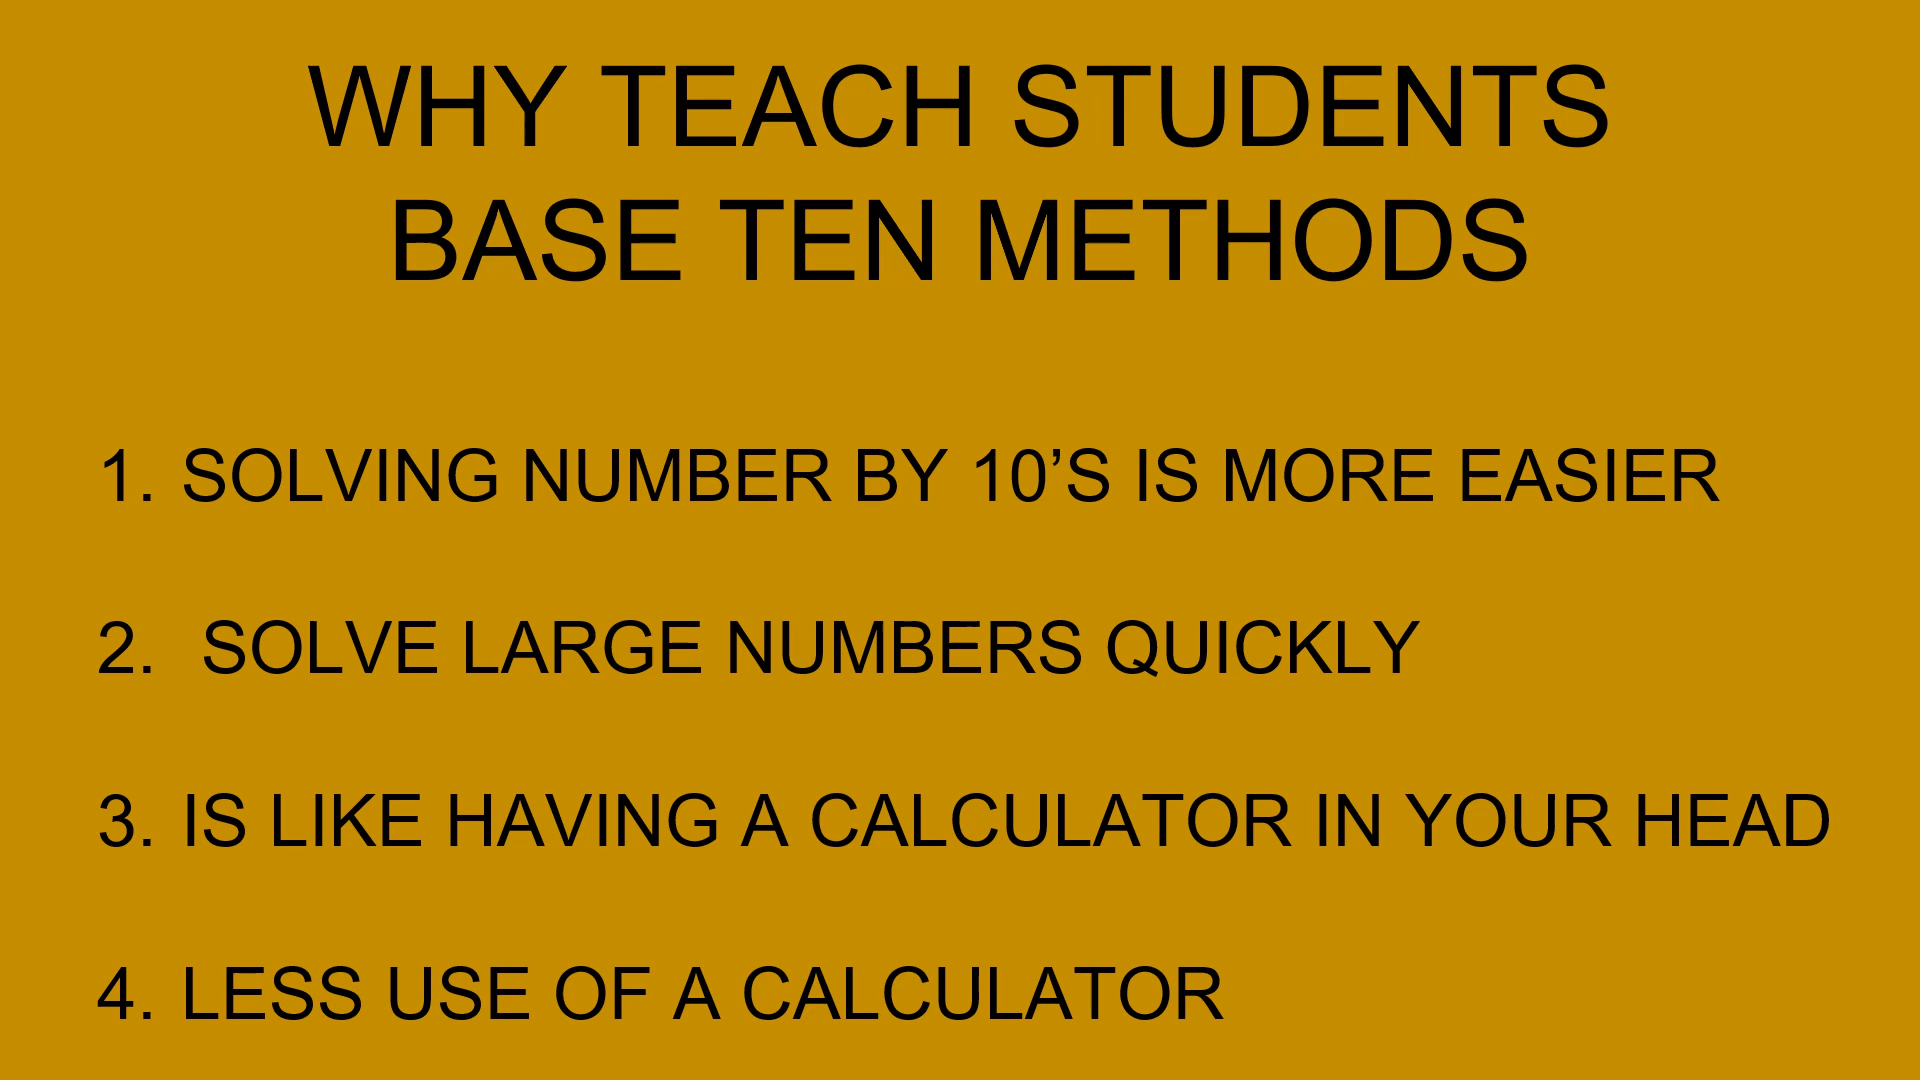 WHY TEACH STUDENTS
BASE TEN METHODS
1. SOLVING NUMBER BY 10’S IS MORE EASIER
2. SOLVE LARGE NUMBERS QUICKLY
3. IS LIKE HAVING A CALCULATOR IN YOUR HEAD
4. LESS USE OF A CALCULATOR